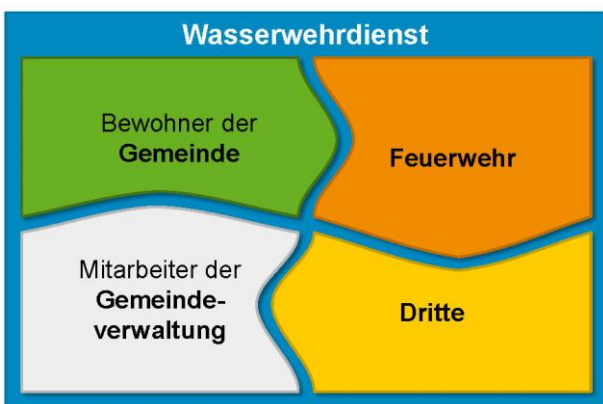 Wasserwehrdienst
Bewohner der
Gemeinde
Feuerwehr
Mitarbeiter der
Gemeinde-
verwaltung
Dritte